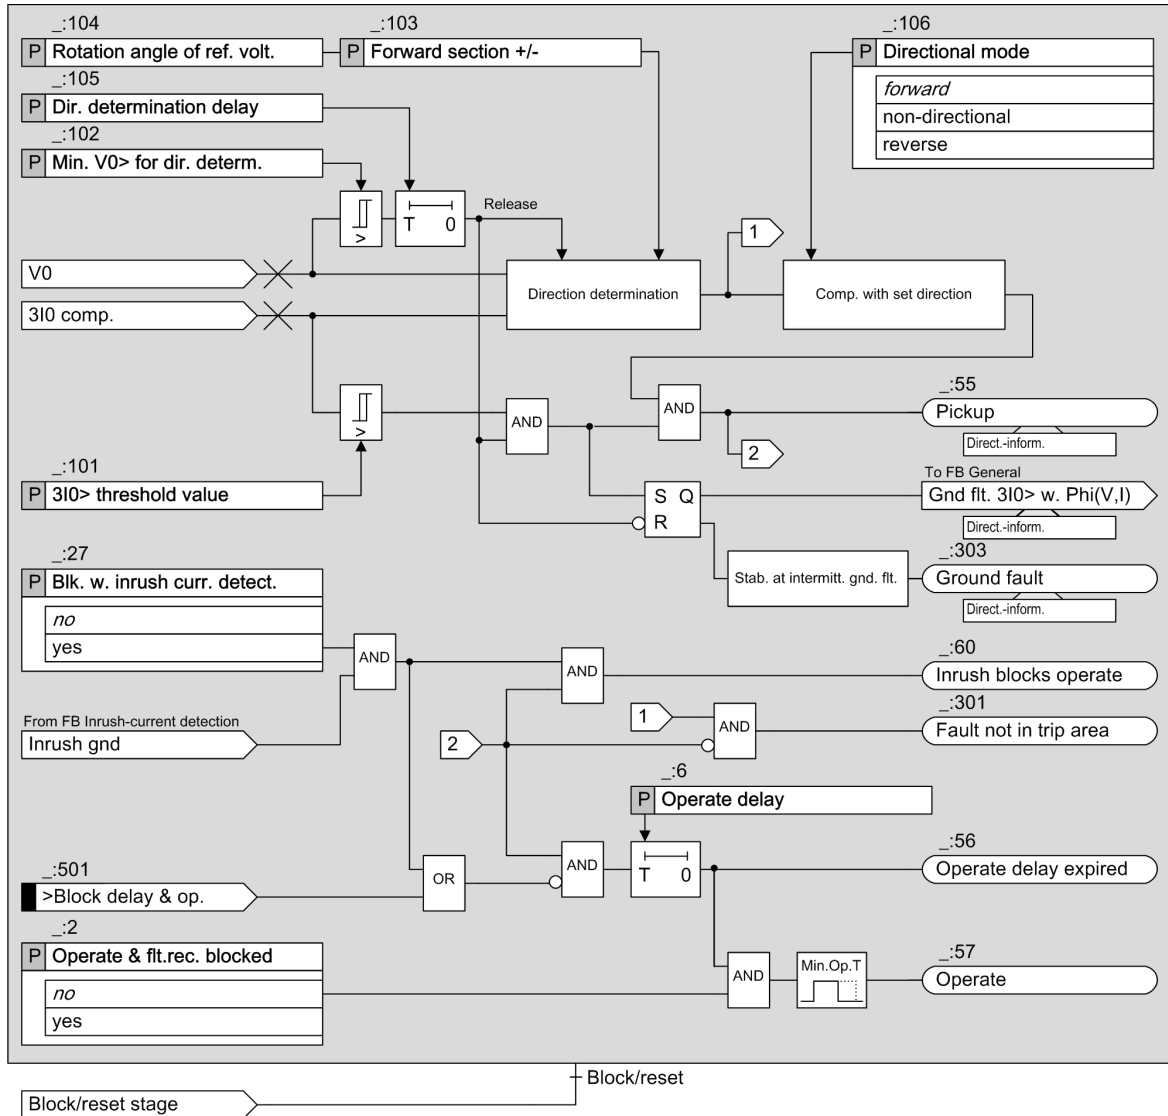 _:104
_:103
_:106
P Rotation angle of ref. volt.
P Forward section +/-
P Directional mode
forward
non-directional
reverse
_:105
P Dir. determination delay
_:102
P Min. V0> for dir. determ.
>
T 0
Release
1
V0
3I0 comp.
Direction determination
Comp. with set direction
>
AND
AND
_:55
Pickup
Direct.-inform.
2
_:101
P 3I0> threshold value
S Q
R
To FB General
Gnd flt. 3I0> w. Phi(V,I)
Direct.-inform.
Stab. at intermitt. gnd. flt.
_:303
Ground fault
Direct.-inform.
_:27
P Blk. w. inrush curr. detect.
no
yes
AND
AND
_:60
Inrush blocks operate
From FB Inrush-current detection
Inrush gnd
2
1
AND
_:301
Fault not in trip area
_:6
P Operate delay
_:501
>Block delay & op.
OR
AND
T 0
_:56
Operate delay expired
_:2
P Operate & flt.rec. blocked
no
yes
AND
Min.Op.T
_:57
Operate
Block/reset
Block/reset stage